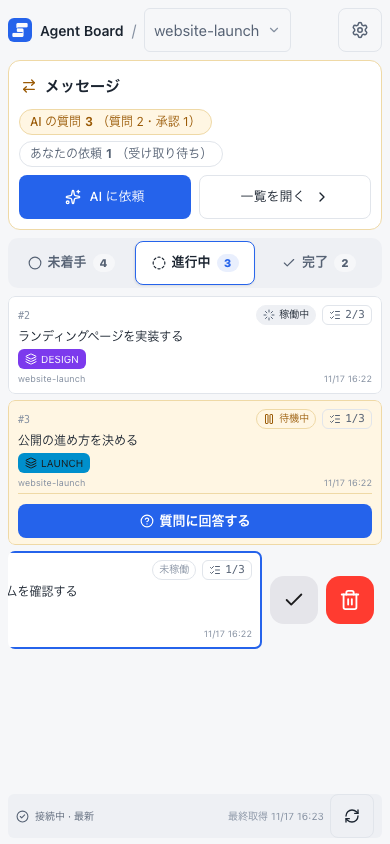 Agent Board / website-launch
メッセージ
AI の質問 3 （質問 2・承認 1）
あなたの依頼 1 （受け取り待ち）
AI に依頼
一覧を開く
未着手 4
進行中 3
完了 2
#2
稼働中
2/3
ランディングページを実装する
DESIGN
website-launch
11/17 16:22
#3
待機中
1/3
公開の進め方を決める
LAUNCH
website-launch
11/17 16:22
質問に回答する
未稼働
1/3
ムを確認する
11/17 16:22
接続中・最新
最終取得 11/17 16:23